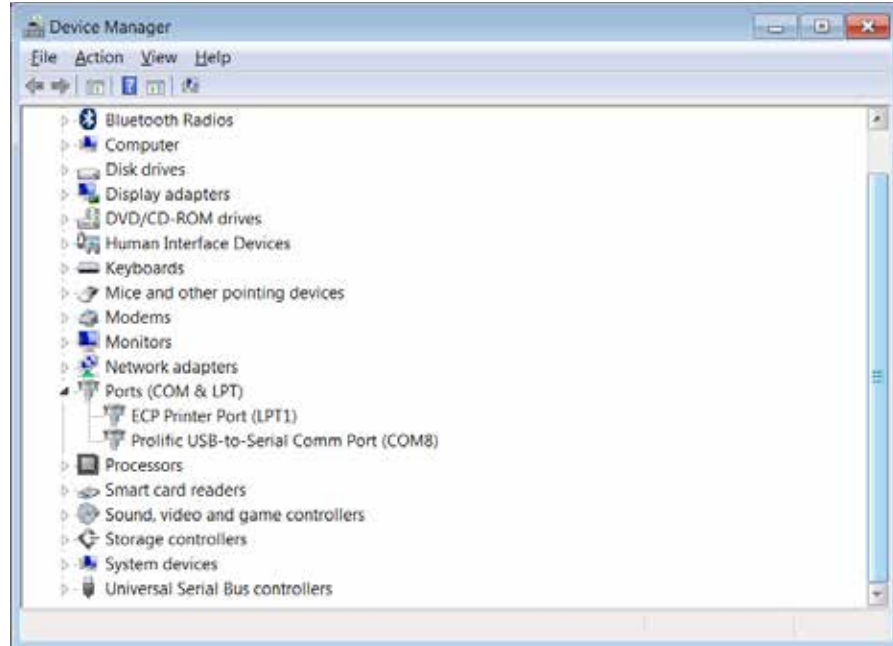 Device Manager
File Action View Help
Bluetooth Radios
Computer
Disk drives
Display adapters
DVD/CD-ROM drives
Human Interface Devices
Keyboards
Mice and other pointing devices
Modems
Monitors
Network adapters
Ports (COM & LPT)
ECP Printer Port (LPT1)
Prolific USB-to-Serial Comm Port (COM8)
Processors
Smart card readers
Sound, video and game controllers
Storage controllers
System devices
Universal Serial Bus controllers